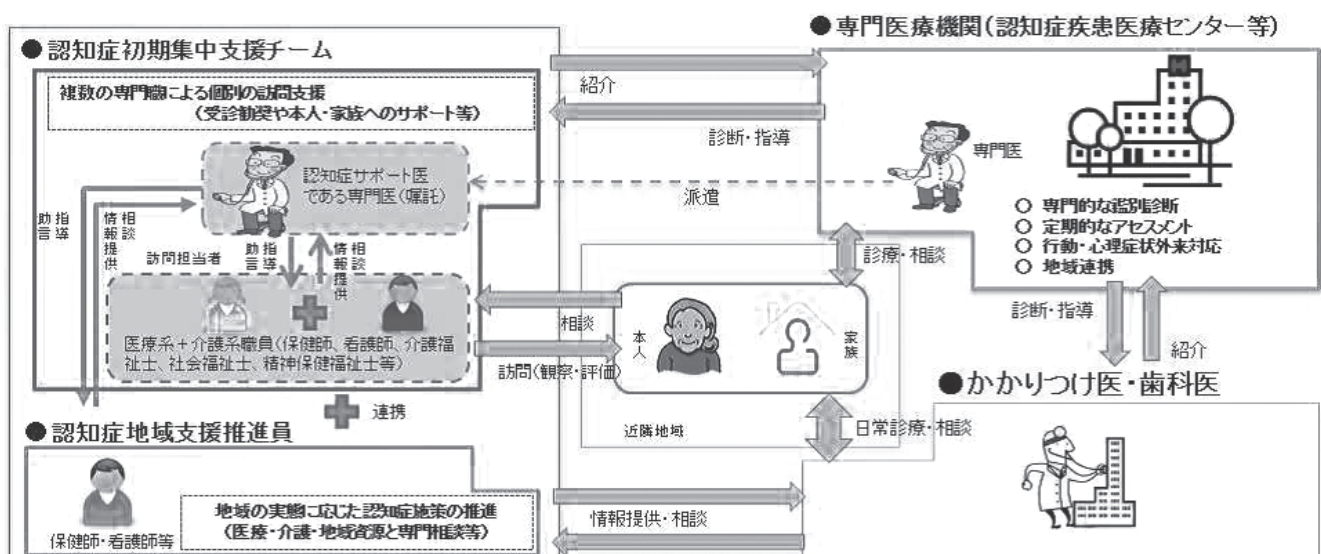 ●認知症初期集中支援チーム
複数の専門職による個別の訪問支援
(受診勧奨や本人・家族へのサポート等)
認知症サポート医
である専門医(嘱託)
指導
助言
相談
情報提供
訪問担当者
指導
助言
相談
情報提供
医療系+介護系職員(保健師、看護師、介護福
祉士、社会福祉士、精神保健福祉士等)
連携
●認知症地域支援推進員
保健師・看護師等
地域の実態に応じた認知症施策の推進
(医療・介護・地域資源と専門相談等)
紹介
診断・指導
派遣
相談
訪問(観察・評価)
本人
家族
近隣地域
診療・相談
日常診療・相談
情報提供・相談
●専門医療機関(認知症疾患医療センター等)
専門医
H
○ 専門的な鑑別診断
○ 定期的なアセスメント
○ 行動・心理症状外来対応
○ 地域連携
診断・指導
紹介
●かかりつけ医・歯科医